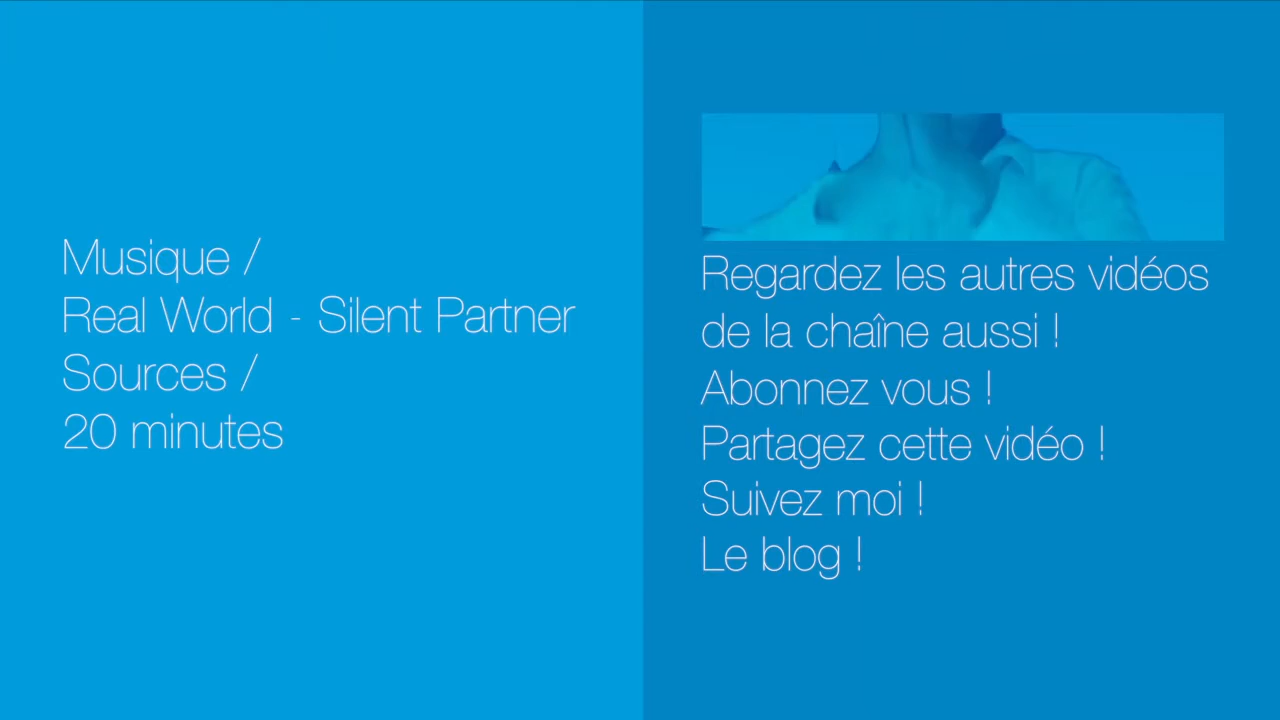 Musique /
Real World - Silent Partner
Sources /
20 minutes
Regardez les autres vidéos
de la chaîne aussi !
Abonnez vous !
Partagez cette vidéo !
Suivez moi !
Le blog !